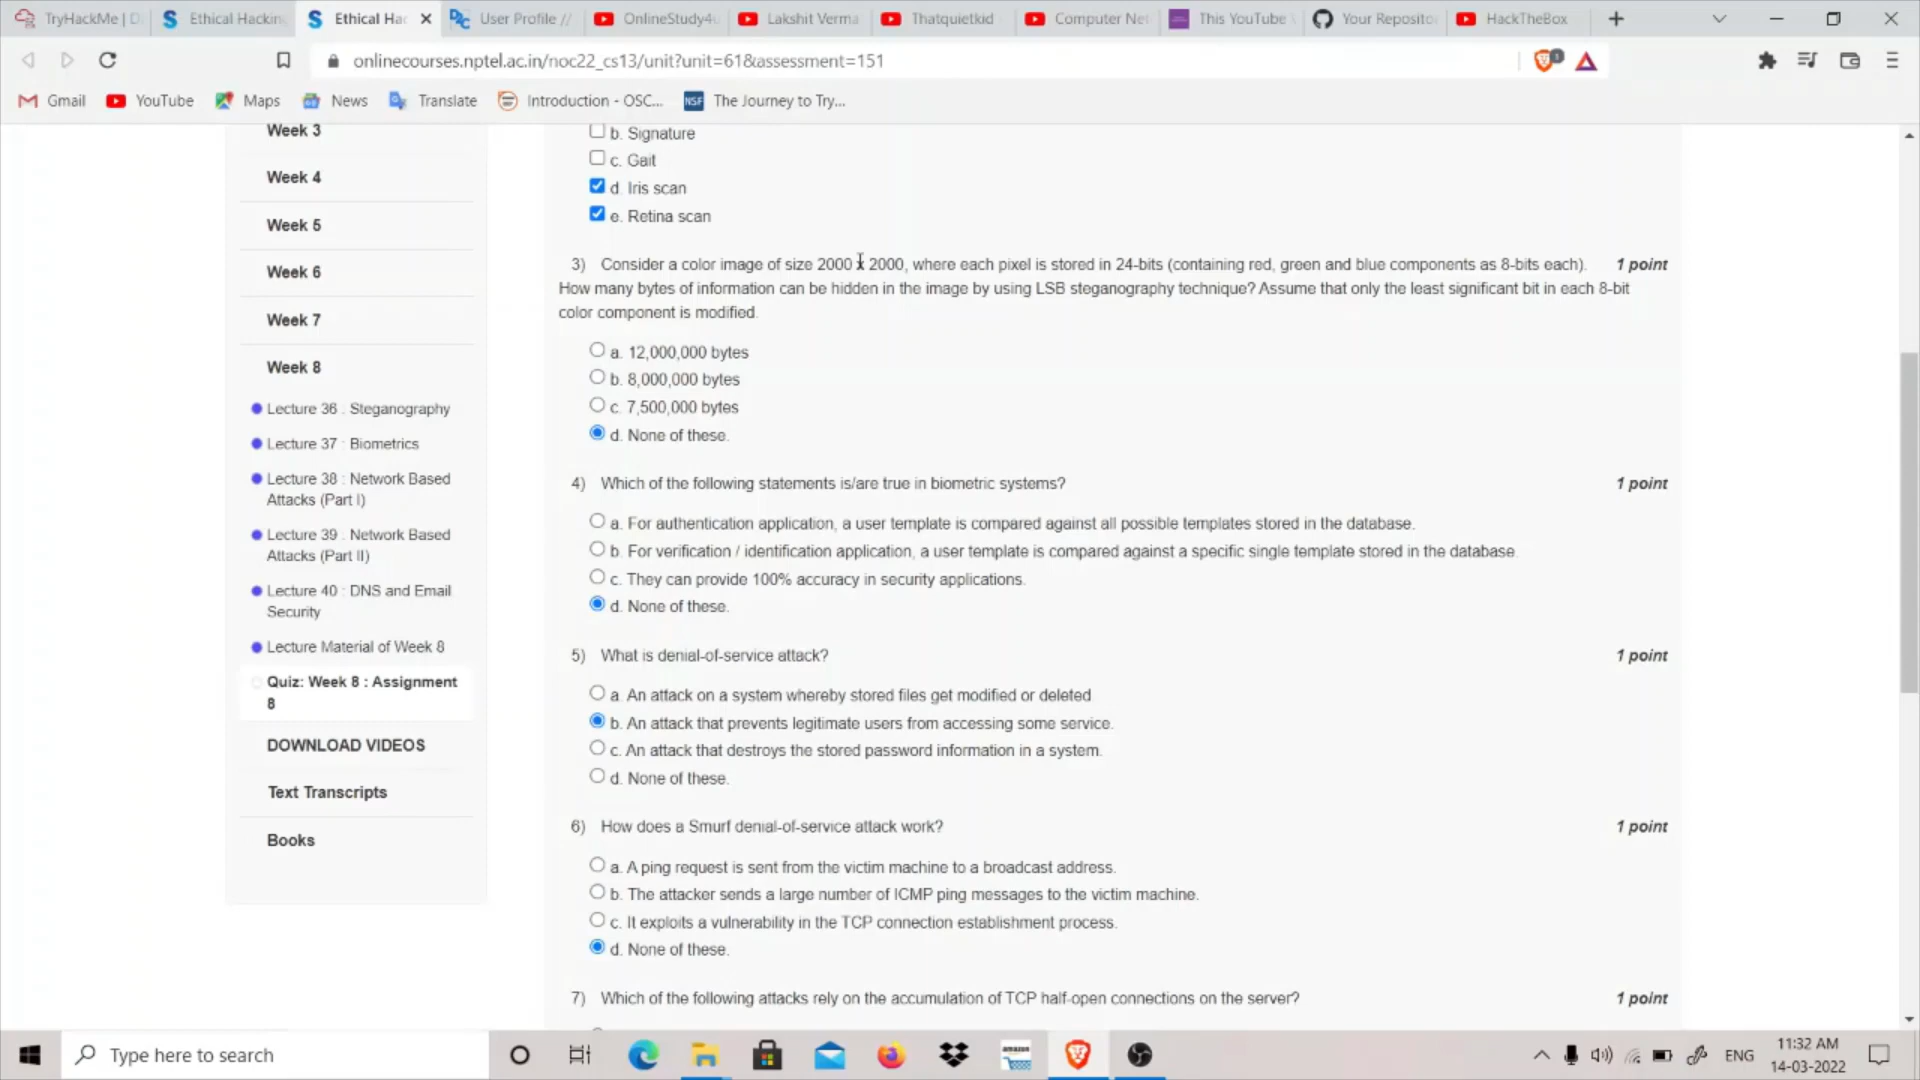 TryHackMe | D
Ethical Hacking
Ethical Hac
User Profile //
OnlineStudy4u
Lakshit Verma
Thatquietkid
Computer Net
This YouTube
Your Reposito
HackTheBox
onlinecourses.nptel.ac.in/noc22_cs13/unit?unit=61&assessment=151
1
Gmail
YouTube
Maps
News
Translate
Introduction - OSC...
NSF
The Journey to Try...
Week 3
Week 4
Week 5
Week 6
Week 7
Week 8
Lecture 36 : Steganography
Lecture 37 : Biometrics
Lecture 38 : Network Based
Attacks (Part I)
Lecture 39 : Network Based
Attacks (Part II)
Lecture 40 : DNS and Email
Security
Lecture Material of Week 8
Quiz: Week 8 : Assignment
8
DOWNLOAD VIDEOS
Text Transcripts
Books
b. Signature
c. Gait
d. Iris scan
e. Retina scan
3) Consider a color image of size 2000 x 2000, where each pixel is stored in 24-bits (containing red, green and blue components as 8-bits each). 1 point
How many bytes of information can be hidden in the image by using LSB steganography technique? Assume that only the least significant bit in each 8-bit
color component is modified.
a. 12,000,000 bytes
b. 8,000,000 bytes
c. 7,500,000 bytes
d. None of these.
4) Which of the following statements is/are true in biometric systems? 1 point
a. For authentication application, a user template is compared against all possible templates stored in the database.
b. For verification / identification application, a user template is compared against a specific single template stored in the database.
c. They can provide 100% accuracy in security applications.
d. None of these.
5) What is denial-of-service attack? 1 point
a. An attack on a system whereby stored files get modified or deleted.
b. An attack that prevents legitimate users from accessing some service.
c. An attack that destroys the stored password information in a system.
d. None of these.
6) How does a Smurf denial-of-service attack work? 1 point
a. A ping request is sent from the victim machine to a broadcast address.
b. The attacker sends a large number of ICMP ping messages to the victim machine.
c. It exploits a vulnerability in the TCP connection establishment process.
d. None of these.
7) Which of the following attacks rely on the accumulation of TCP half-open connections on the server? 1 point
Type here to search
amazon
ENG
11:32 AM
14-03-2022